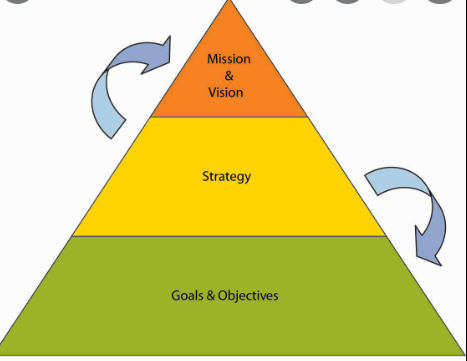 Mission
&
Vision
Strategy
Goals & Objectives